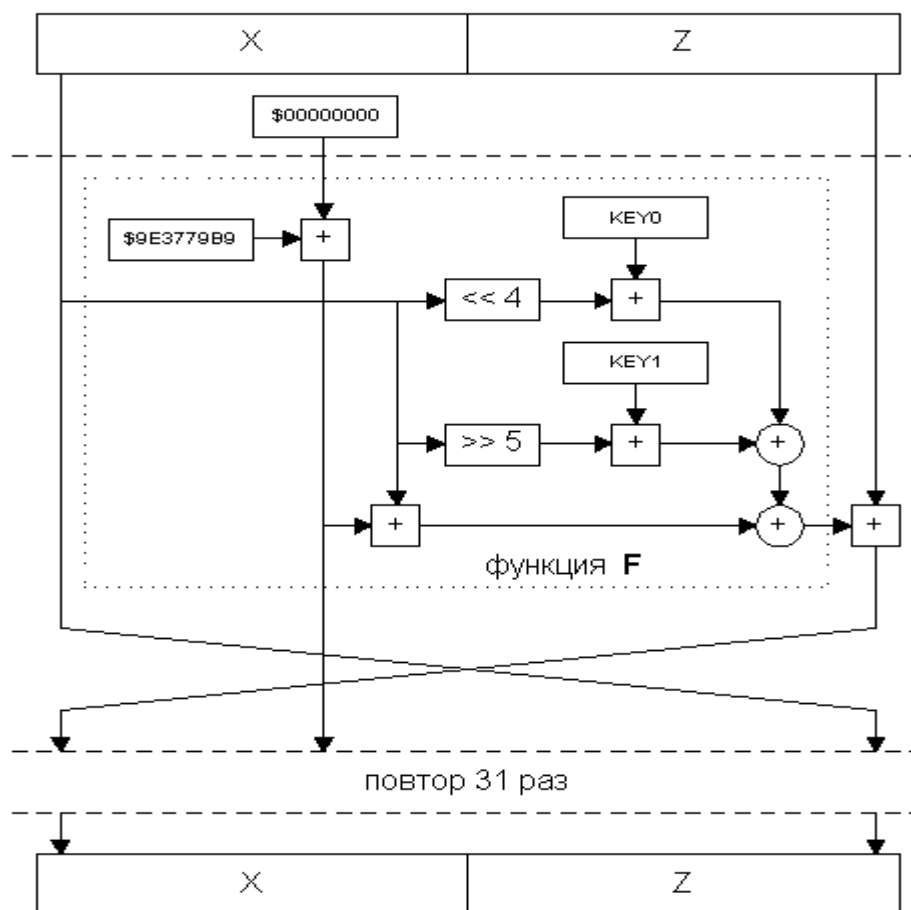 X Z
$00000000
$9E3779B9
+
KEY0
<< 4
+
KEY1
>> 5
+
+
+
+
+
функция F
повтор 31 раз
X Z